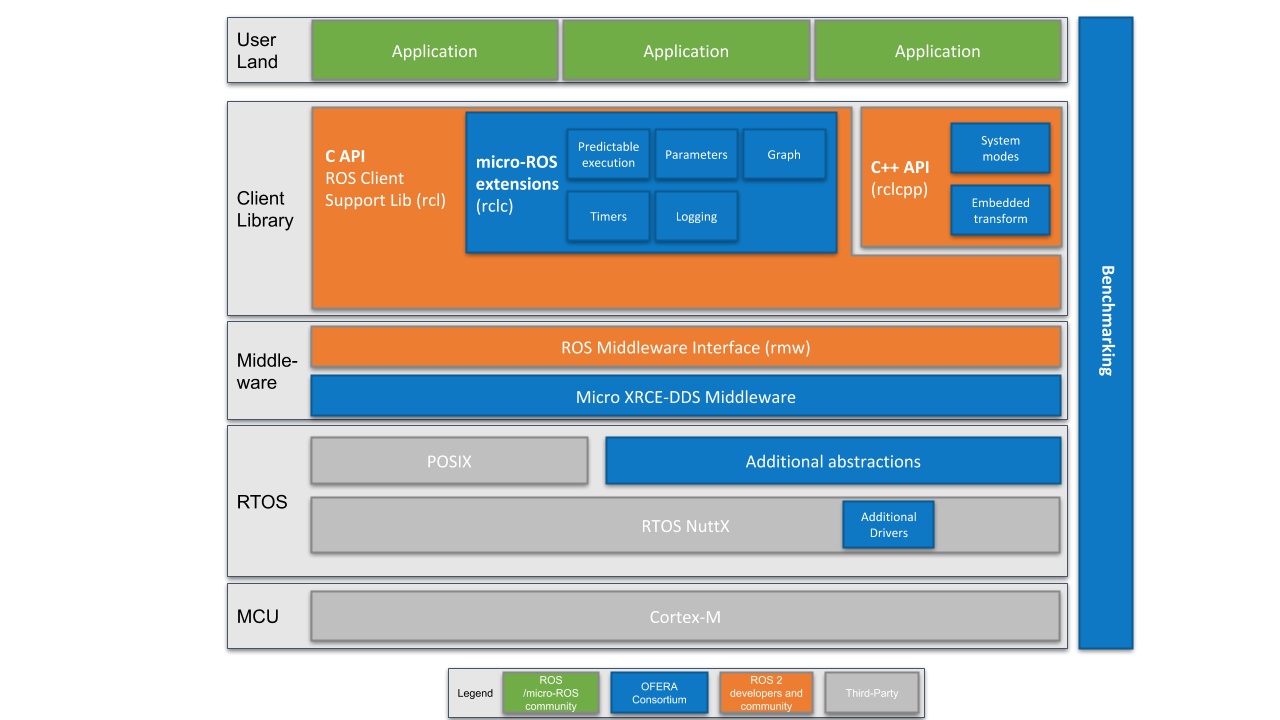 User
Land
Application
Application
Application
Client
Library
C API
ROS Client
Support Lib (rcl)
micro-ROS
extensions
(rclc)
Predictable
execution
Parameters
Graph
Timers
Logging
C++ API
(rclcpp)
System
modes
Embedded
transform
Benchmarking
Middle-
ware
ROS Middleware Interface (rmw)
Micro XRCE-DDS Middleware
RTOS
POSIX
Additional abstractions
RTOS NuttX
Additional
Drivers
MCU
Cortex-M
Legend
ROS
/micro-ROS
community
OFERA
Consortium
ROS 2
developers and
community
Third-Party